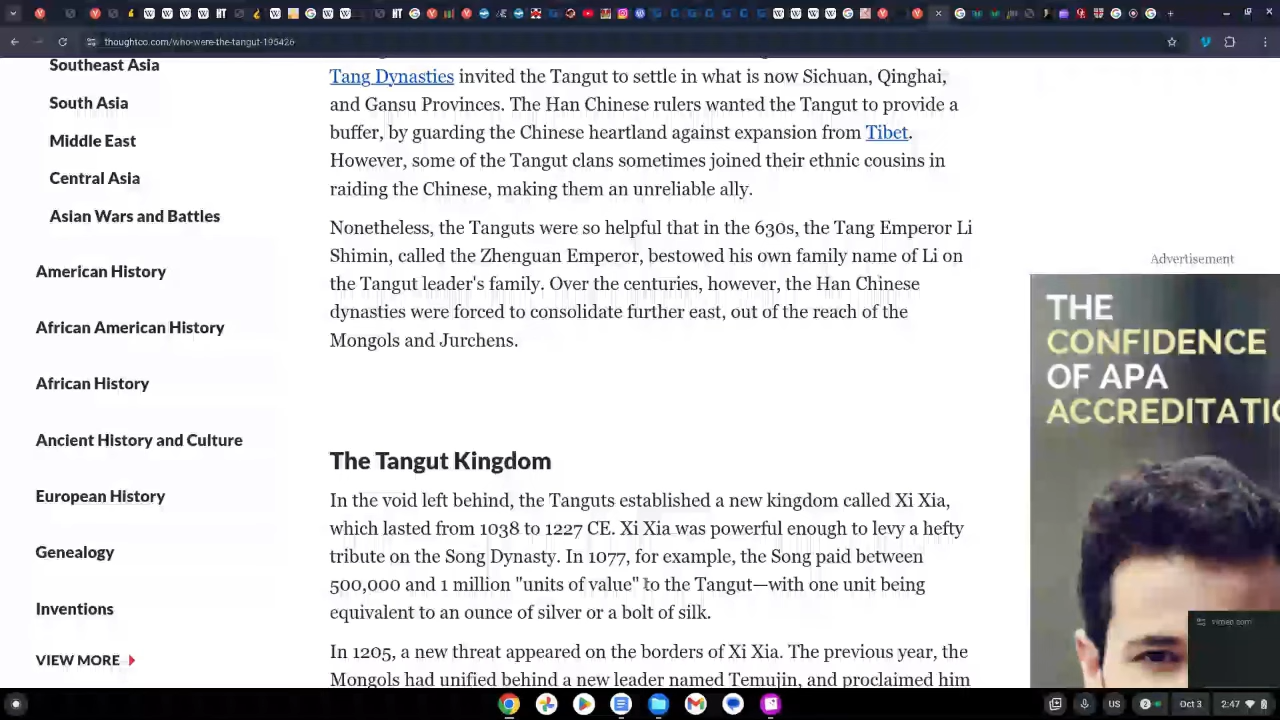 thoughtco.com/who-were-the-tangut-195426
Southeast Asia
South Asia
Middle East
Central Asia
Asian Wars and Battles
American History
African American History
African History
Ancient History and Culture
European History
Genealogy
Inventions
VIEW MORE
Tang Dynasties invited the Tangut to settle in what is now Sichuan, Qinghai,
and Gansu Provinces. The Han Chinese rulers wanted the Tangut to provide a
buffer, by guarding the Chinese heartland against expansion from Tibet.
However, some of the Tangut clans sometimes joined their ethnic cousins in
raiding the Chinese, making them an unreliable ally.
Nonetheless, the Tanguts were so helpful that in the 630s, the Tang Emperor Li
Shimin, called the Zhenguan Emperor, bestowed his own family name of Li on
the Tangut leader's family. Over the centuries, however, the Han Chinese
dynasties were forced to consolidate further east, out of the reach of the
Mongols and Jurchens.
The Tangut Kingdom
In the void left behind, the Tanguts established a new kingdom called Xi Xia,
which lasted from 1038 to 1227 CE. Xi Xia was powerful enough to levy a hefty
tribute on the Song Dynasty. In 1077, for example, the Song paid between
500,000 and 1 million "units of value" to the Tangut—with one unit being
equivalent to an ounce of silver or a bolt of silk.
In 1205, a new threat appeared on the borders of Xi Xia. The previous year, the
Mongols had unified behind a new leader named Temujin, and proclaimed him
Advertisement
THE
CONFIDENCE
OF APA
ACCREDITATIO
vimeo.com
US
2
Oct 3
2:47